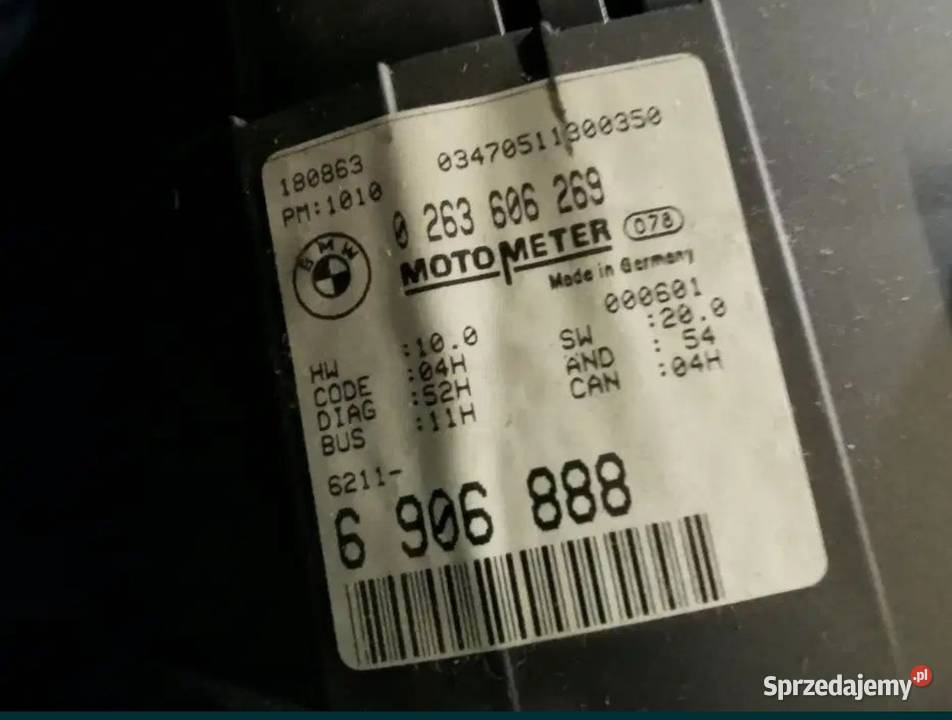 180863 03470511300350
PM:1010 0 263 606 269
BMW MOTOMETER 078
Made in Germany
000601
HW :10.0 SW :20.0
CODE :04H AND : 54
DIAG :52H CAN :04H
BUS :11H
6211-
6 906 888
Sprzedajemy.pl